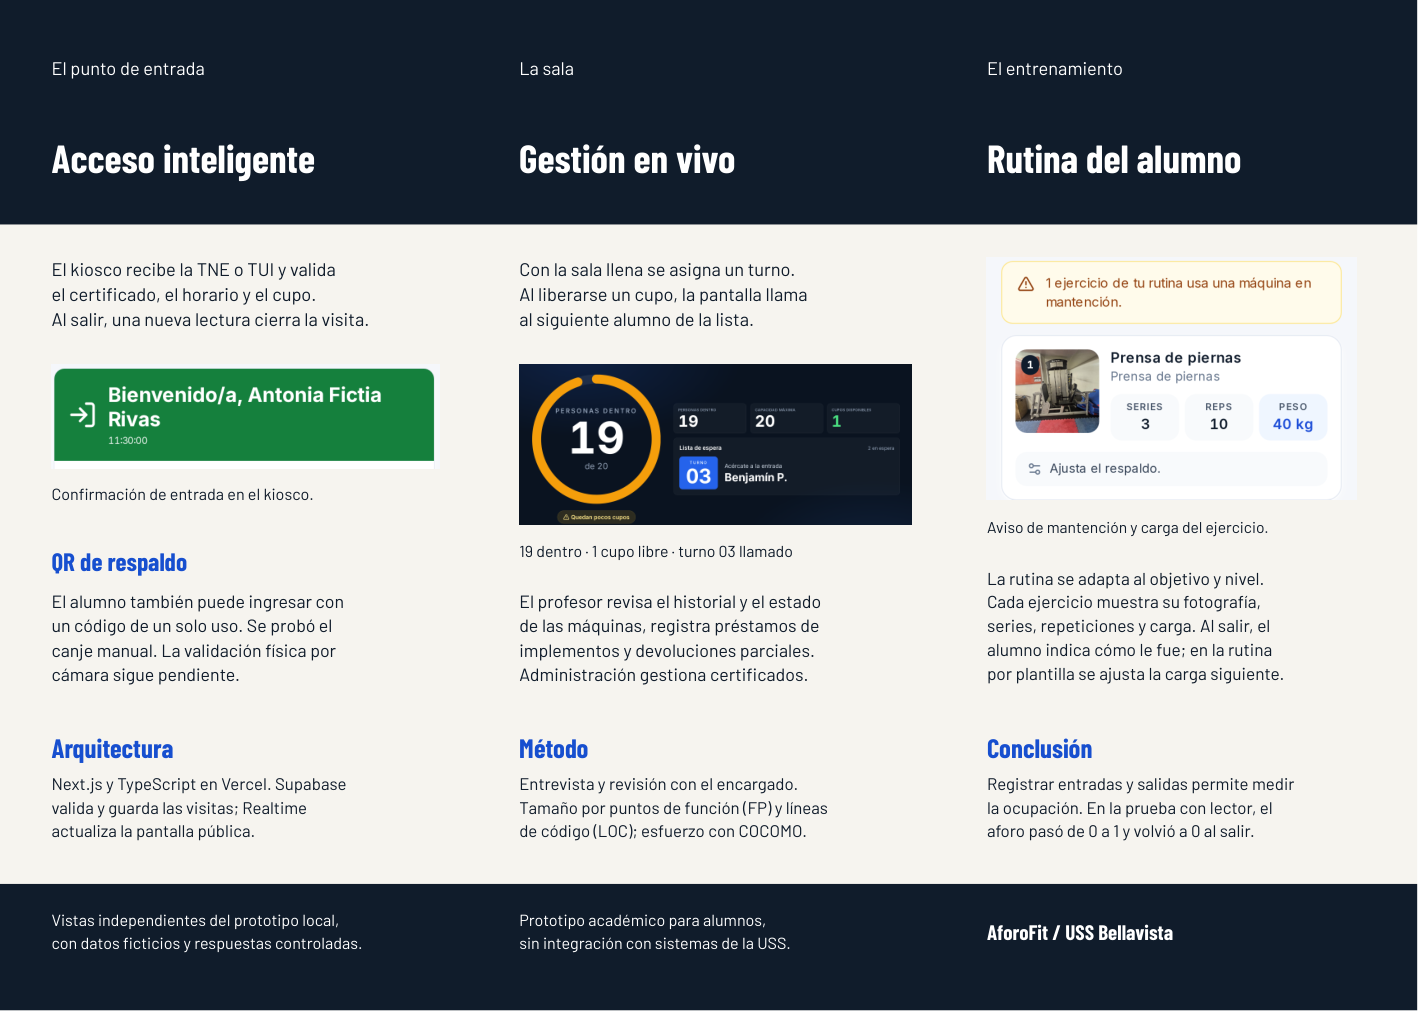 El punto de entrada
Acceso inteligente
El kiosco recibe la TNE o TUI y valida
el certificado, el horario y el cupo.
Al salir, una nueva lectura cierra la visita.
Bienvenido/a, Antonia Fictia
Rivas
11:30:00
Confirmación de entrada en el kiosco.
QR de respaldo
El alumno también puede ingresar con
un código de un solo uso. Se probó el
canje manual. La validación física por
cámara sigue pendiente.
Arquitectura
Next.js y TypeScript en Vercel. Supabase
valida y guarda las visitas; Realtime
actualiza la pantalla pública.
Vistas independientes del prototipo local,
con datos ficticios y respuestas controladas.
La sala
Gestión en vivo
Con la sala llena se asigna un turno.
Al liberarse un cupo, la pantalla llama
al siguiente alumno de la lista.
PERSONAS DENTRO
19
de 20
Quedan pocos cupos
PERSONAS DENTRO
19
CAPACIDAD MÁXIMA
20
CUPOS DISPONIBLES
1
Lista de espera
2 en espera
TURNO
03
Acércate a la entrada
Benjamín P.
19 dentro · 1 cupo libre · turno 03 llamado
El profesor revisa el historial y el estado
de las máquinas, registra préstamos de
implementos y devoluciones parciales.
Administración gestiona certificados.
Método
Entrevista y revisión con el encargado.
Tamaño por puntos de función (FP) y líneas
de código (LOC); esfuerzo con COCOMO.
Prototipo académico para alumnos,
sin integración con sistemas de la USS.
El entrenamiento
Rutina del alumno
1 ejercicio de tu rutina usa una máquina en
mantención.
1
Prensa de piernas
Prensa de piernas
SERIES
3
REPS
10
PESO
40 kg
Ajusta el respaldo.
Aviso de mantención y carga del ejercicio.
La rutina se adapta al objetivo y nivel.
Cada ejercicio muestra su fotografía,
series, repeticiones y carga. Al salir, el
alumno indica cómo le fue; en la rutina
por plantilla se ajusta la carga siguiente.
Conclusión
Registrar entradas y salidas permite medir
la ocupación. En la prueba con lector, el
aforo pasó de 0 a 1 y volvió a 0 al salir.
AforoFit / USS Bellavista